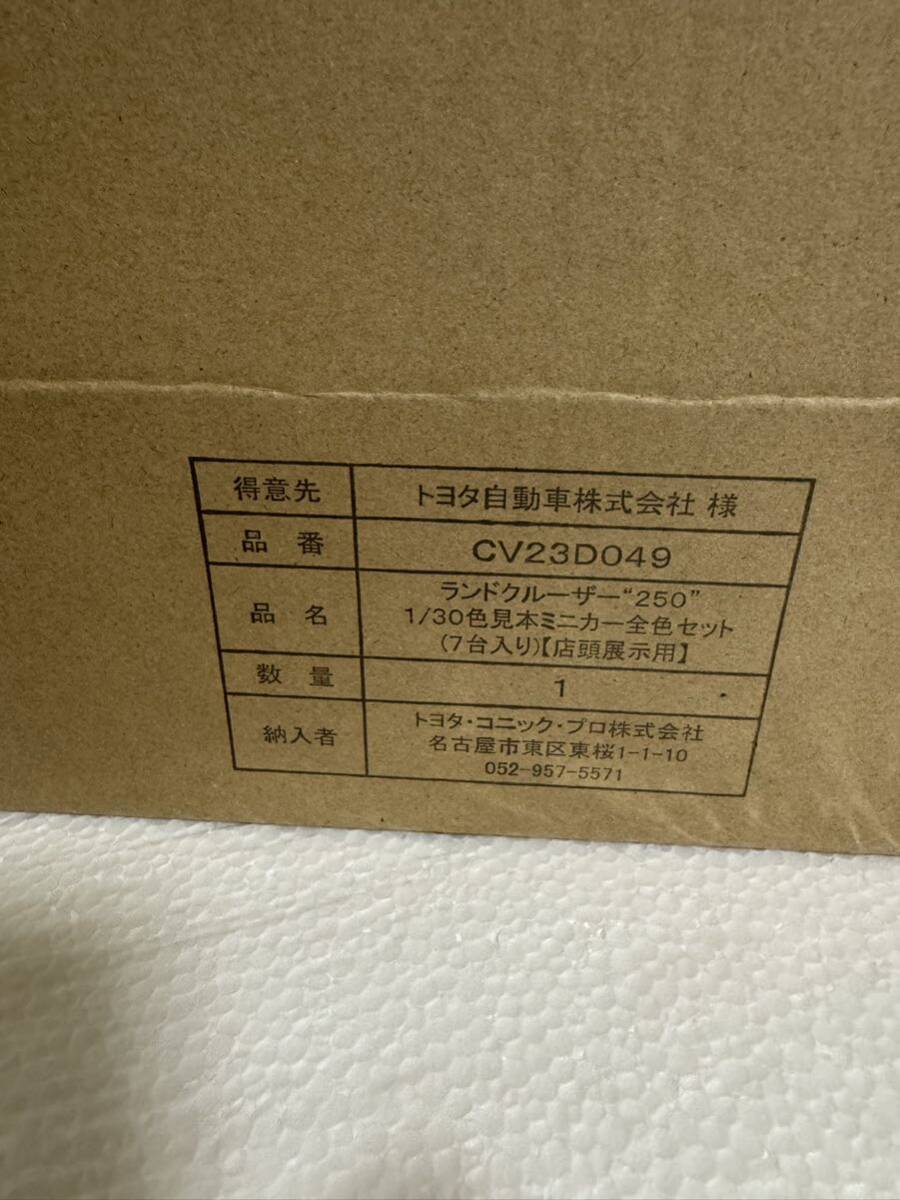 得意先 トヨタ自動車株式会社 様
品 番 CV23D049
品 名 ランドクルーザー“250”
1/30色見本ミニカー全色セット
(7台入り)【店頭展示用】
数 量 1
納入者 トヨタ・コニック・プロ株式会社
名古屋市東区東桜1-1-10
052-957-5571